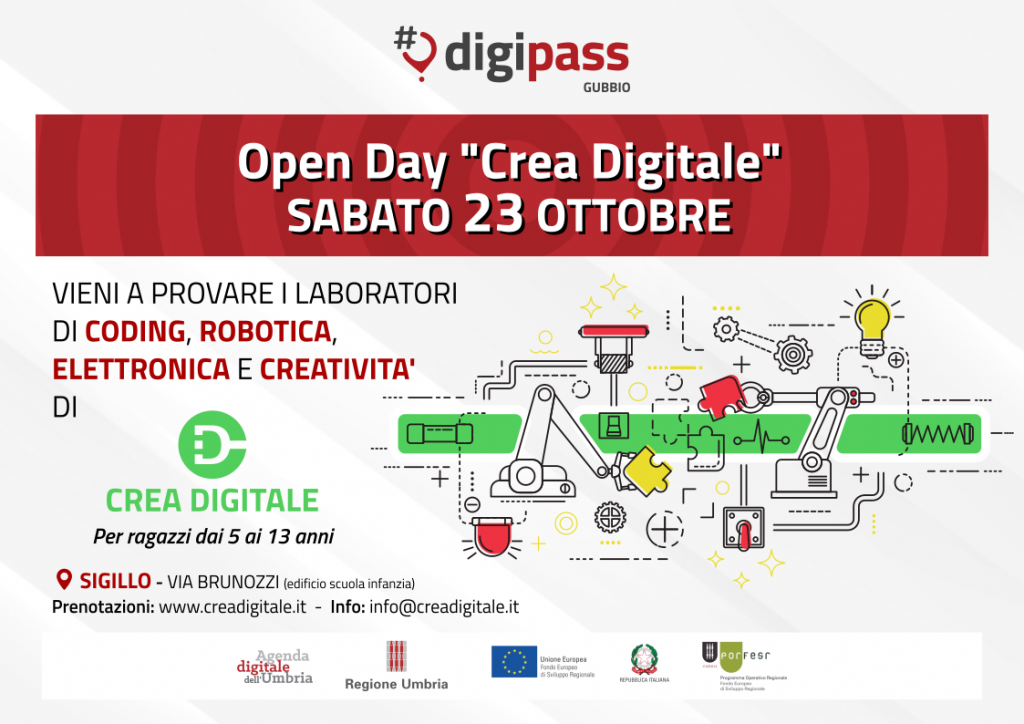 #digipass
GUBBIO
Open Day "Crea Digitale"
SABATO 23 OTTOBRE
VIENI A PROVARE I LABORATORI
DI CODING, ROBOTICA,
ELETTRONICA E CREATIVITA'
DI
CREA DIGITALE
Per ragazzi dai 5 ai 13 anni
SIGILLO - VIA BRUNOZZI (edificio scuola infanzia)
Prenotazioni: www.creadigitale.it - Info: info@creadigitale.it
Agenda
digitale
dell'Umbria
Regione Umbria
Unione Europea
Fondo Europeo
di Sviluppo Regionale
REPUBBLICA ITALIANA
porfesr
Programma Operativo Regionale
Fondo Europeo
di Sviluppo Regionale